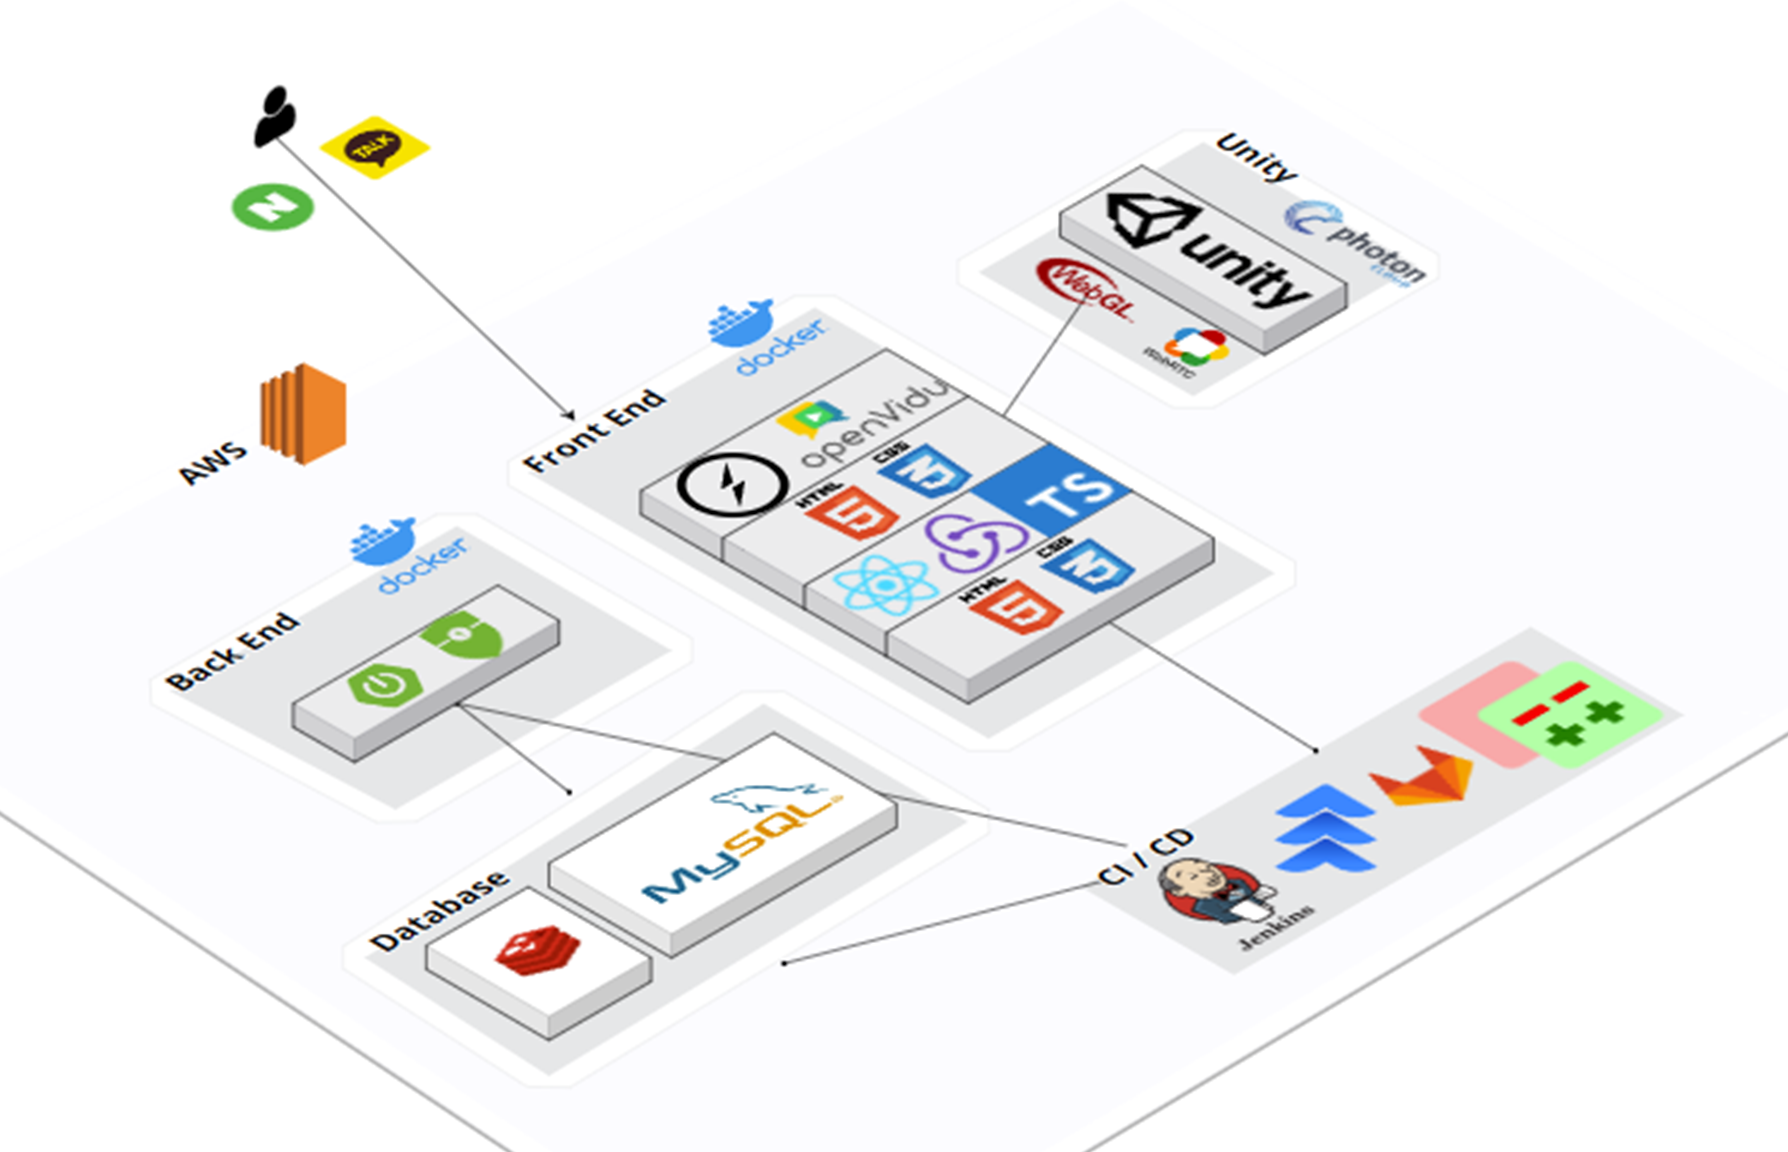 TALK
N
Unity
unity
photon
CLOUD
WebGL
WebRTC
docker
Front End
openVidu
CSS
HTML
TS
CSS
HTML
AWS
docker
Back End
MySQL
Database
CI / CD
Jenkins